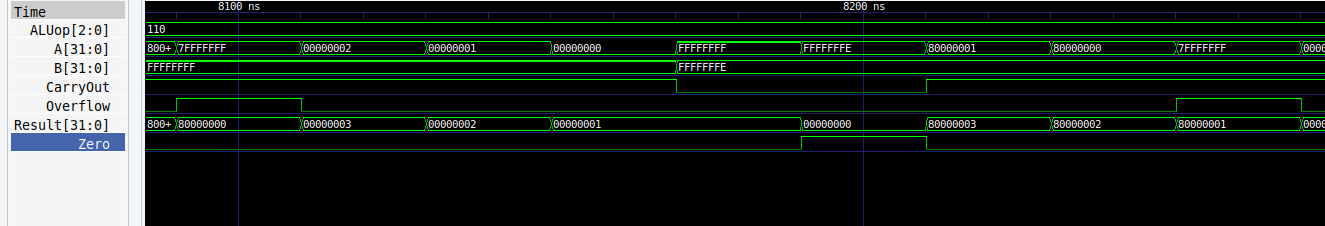 Time 8100 ns 8200 ns
ALUop[2:0] 110
A[31:0] 800+ 7FFFFFFF 00000002 00000001 00000000 FFFFFFFF FFFFFFFE 80000001 80000000 7FFFFFFF 0000
B[31:0] FFFFFFFF FFFFFFFE
CarryOut
Overflow
Result[31:0] 800+ 80000000 00000003 00000002 00000001 00000000 80000003 80000002 80000001 0000
Zero